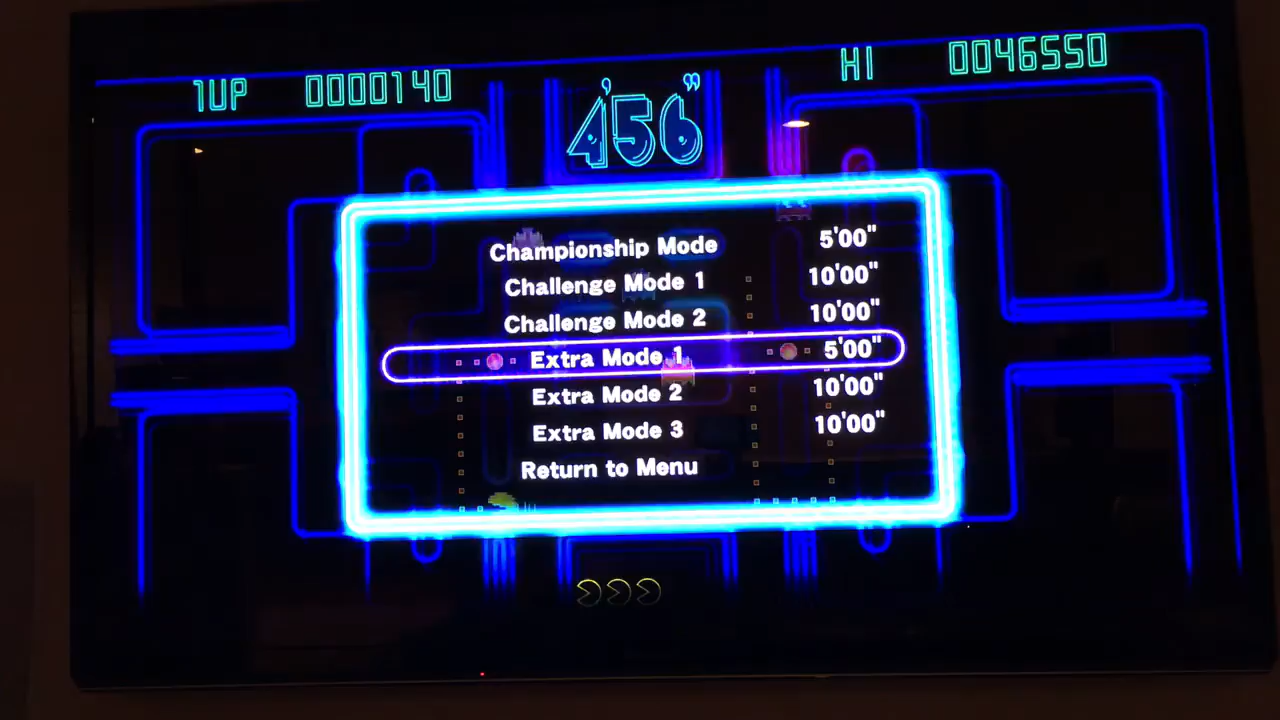 1UP 0000140
HI 0046550
4'56"
Championship Mode 5'00"
Challenge Mode 1 10'00"
Challenge Mode 2 10'00"
Extra Mode 1 5'00"
Extra Mode 2 10'00"
Extra Mode 3 10'00"
Return to Menu